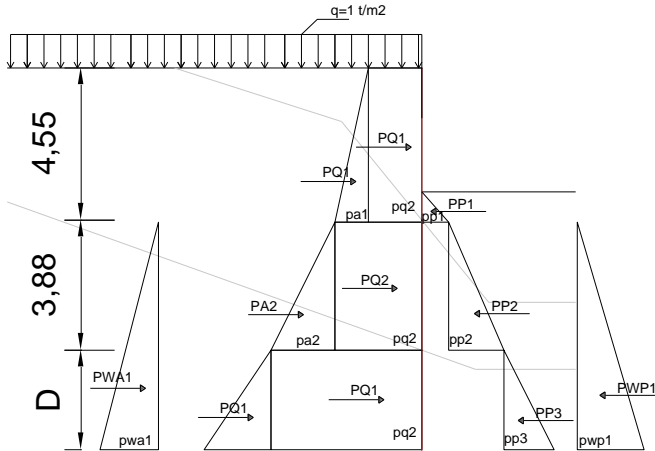 q=1 t/m2
4,55
PQ1
PQ1
pa1
pq2
pp1
PP1
3,88
PA2
PQ2
PP2
pa2
pq2
pp2
D
PWA1
PQ1
PQ1
PP3
PWP1
pwa1
pq2
pp3
pwp1